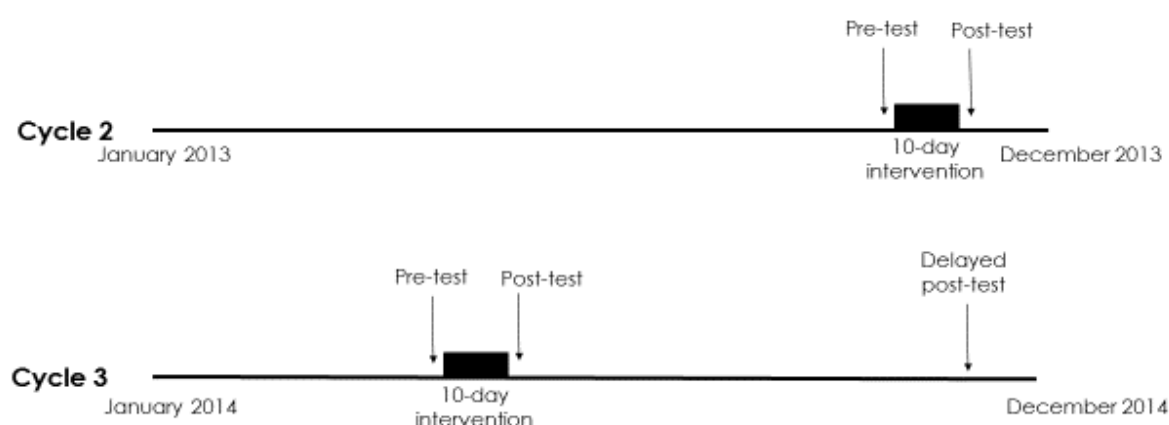 Pre-test Post-test
Cycle 2
January 2013
10-day
intervention
December 2013
Pre-test Post-test
Delayed
post-test
Cycle 3
January 2014
10-day
intervention
December 2014